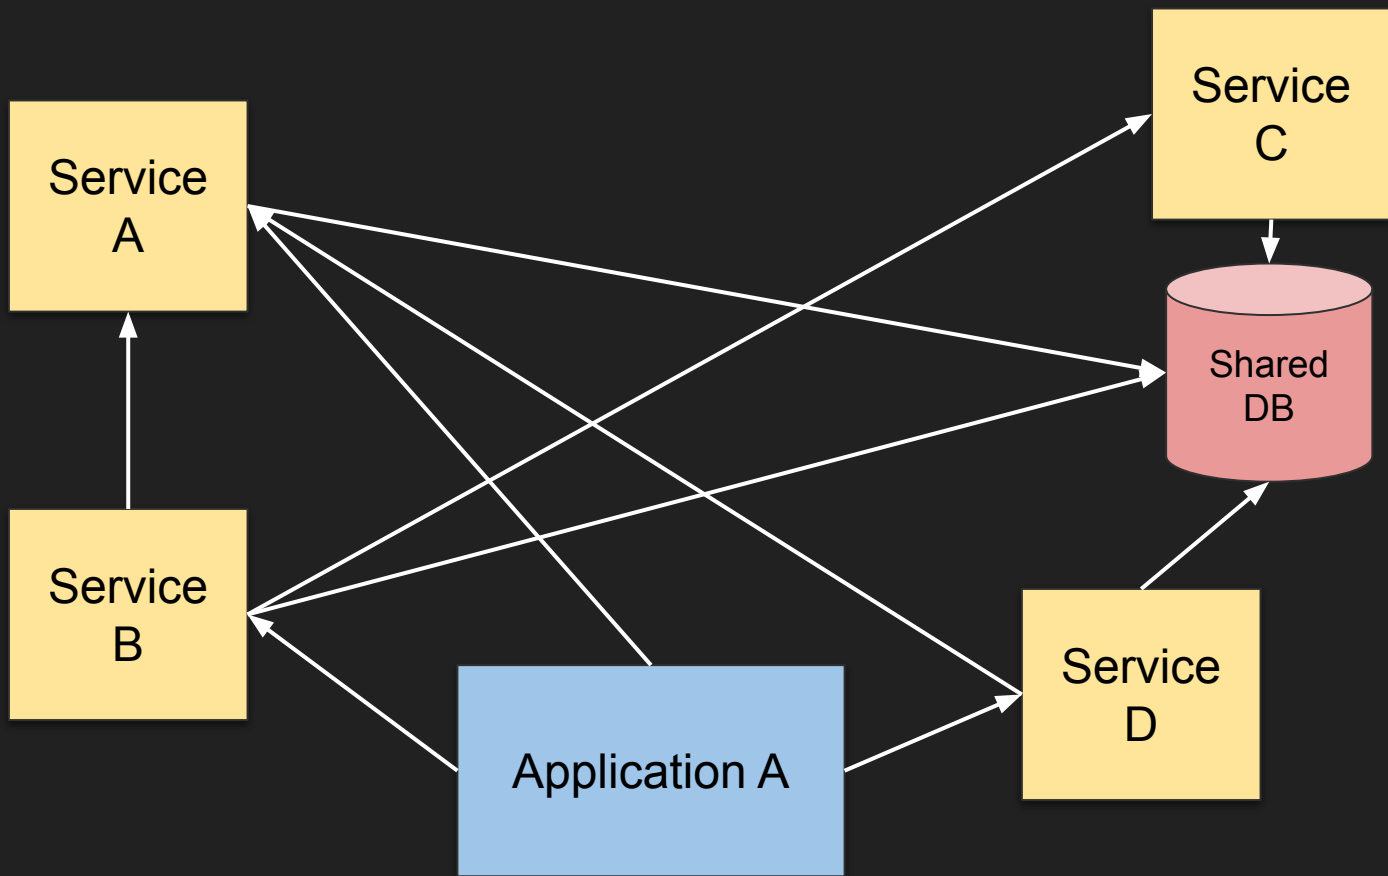 Service
A
Service
B
Application A
Service
C
Shared
DB
Service
D